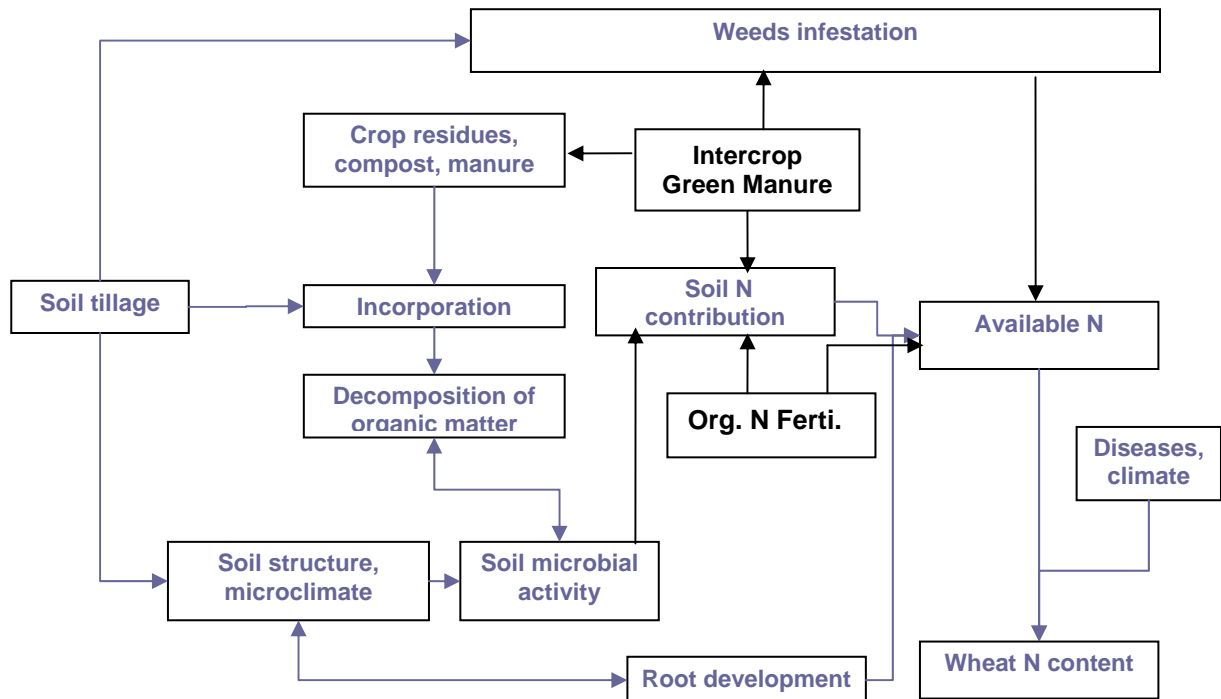 Weeds infestation
Crop residues,
compost, manure
Intercrop
Green Manure
Soil tillage
Incorporation
Soil N
contribution
Available N
Decomposition of
organic matter
Org. N Ferti.
Diseases,
climate
Soil structure,
microclimate
Soil microbial
activity
Root development
Wheat N content